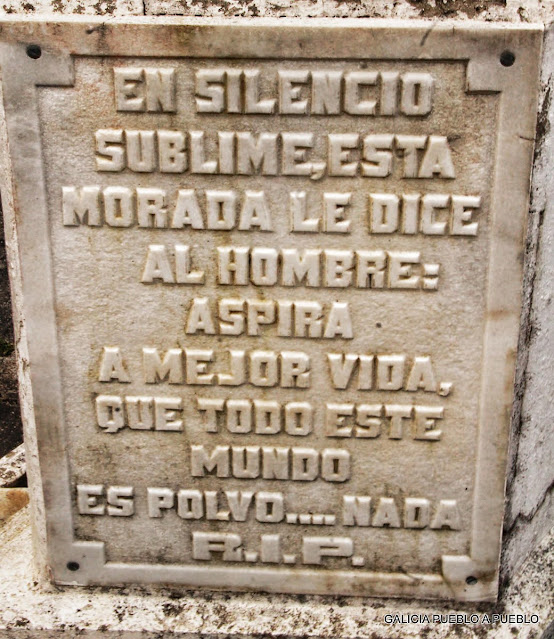 EN SILENCIO
SUBLIME, ESTA
MORADA LE DICE
AL HOMBRE:
ASPIRA
A MEJOR VIDA,
QUE TODO ESTE
MUNDO
ES POLVO.... NADA
R.I.P.
GALICIA PUEBLO A PUEBLO